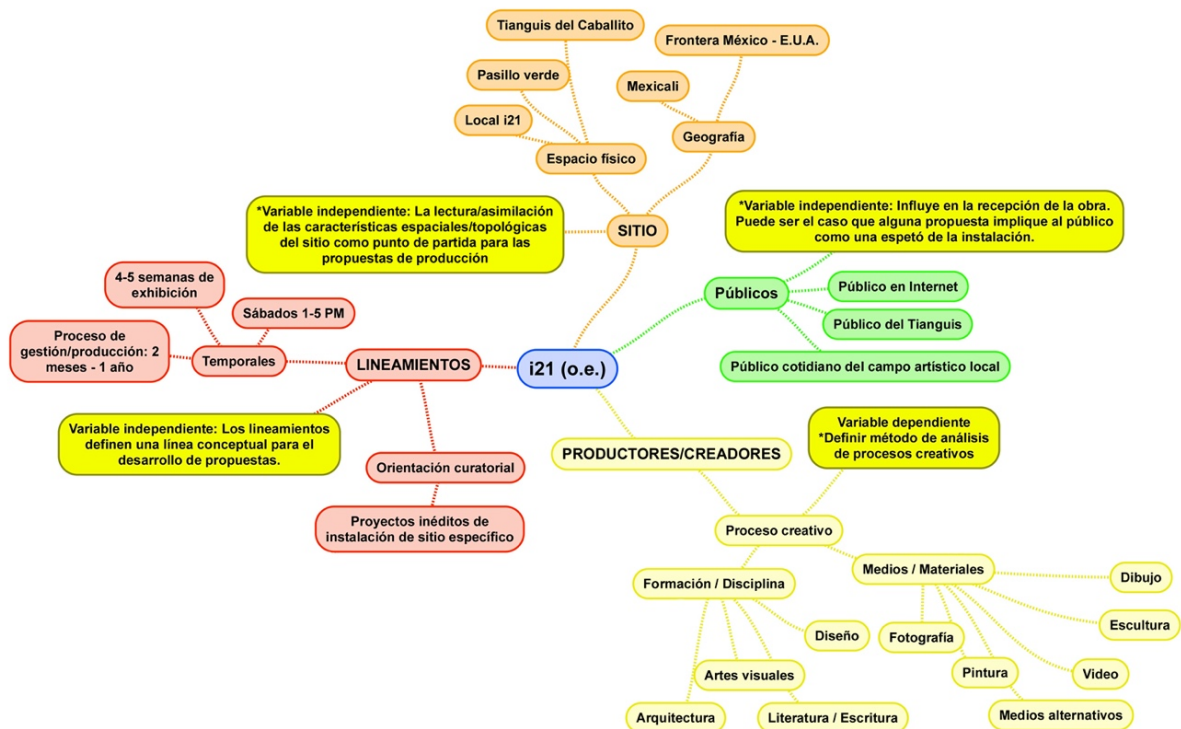 Tianguis del Caballito
Frontera México - E.U.A.
Pasillo verde
Mexicali
Local i21
Geografía
Espacio físico
*Variable independiente: La lectura/asimilación
de las características espaciales/topológicas
del sitio como punto de partida para las
propuestas de producción
SITIO
*Variable independiente: Influye en la recepción de la obra.
Puede ser el caso que alguna propuesta implique al público
como una espetó de la instalación.
4-5 semanas de
exhibición
Sábados 1-5 PM
Proceso de
gestión/producción: 2
meses - 1 año
Temporales
LINEAMIENTOS
i21 (o.e.)
Públicos
Público en Internet
Público del Tianguis
Público cotidiano del campo artístico local
Variable independiente: Los lineamientos
definen una línea conceptual para el
desarrollo de propuestas.
Orientación curatorial
Proyectos inéditos de
instalación de sitio específico
PRODUCTORES/CREADORES
Variable dependiente
*Definir método de análisis
de procesos creativos
Proceso creativo
Formación / Disciplina
Medios / Materiales
Dibujo
Escultura
Diseño
Fotografía
Artes visuales
Pintura
Video
Arquitectura
Literatura / Escritura
Medios alternativos